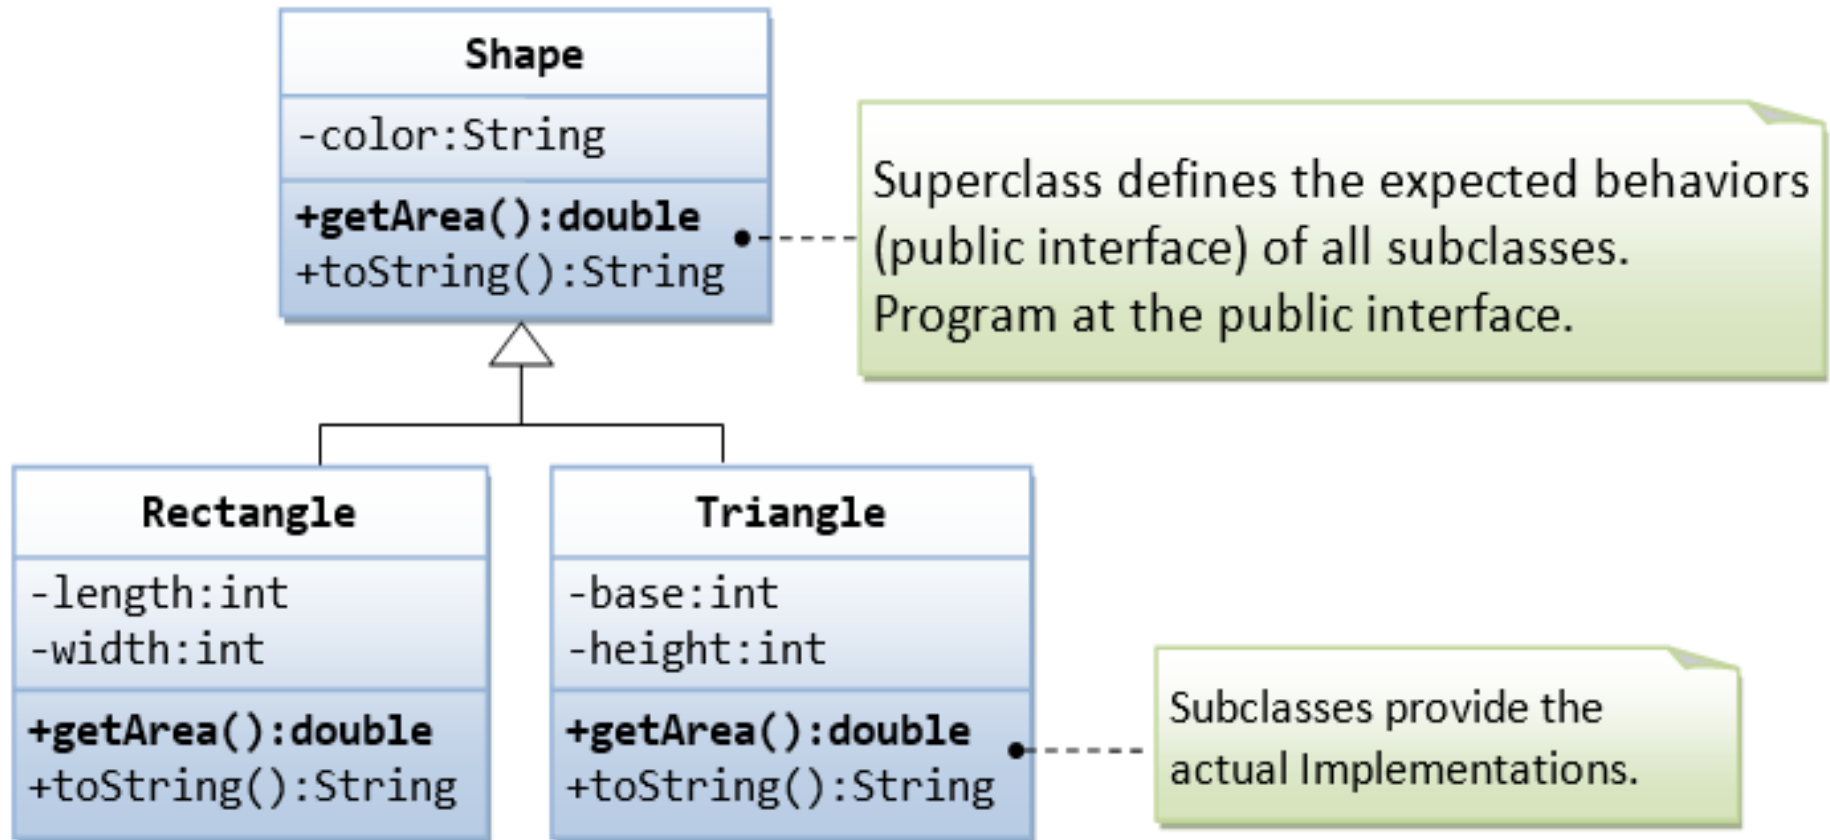 Shape
-color:String
+getArea():double
+toString():String
Superclass defines the expected behaviors
(public interface) of all subclasses.
Program at the public interface.
Rectangle
-length:int
-width:int
+getArea():double
+toString():String
Triangle
-base:int
-height:int
+getArea():double
+toString():String
Subclasses provide the
actual Implementations.